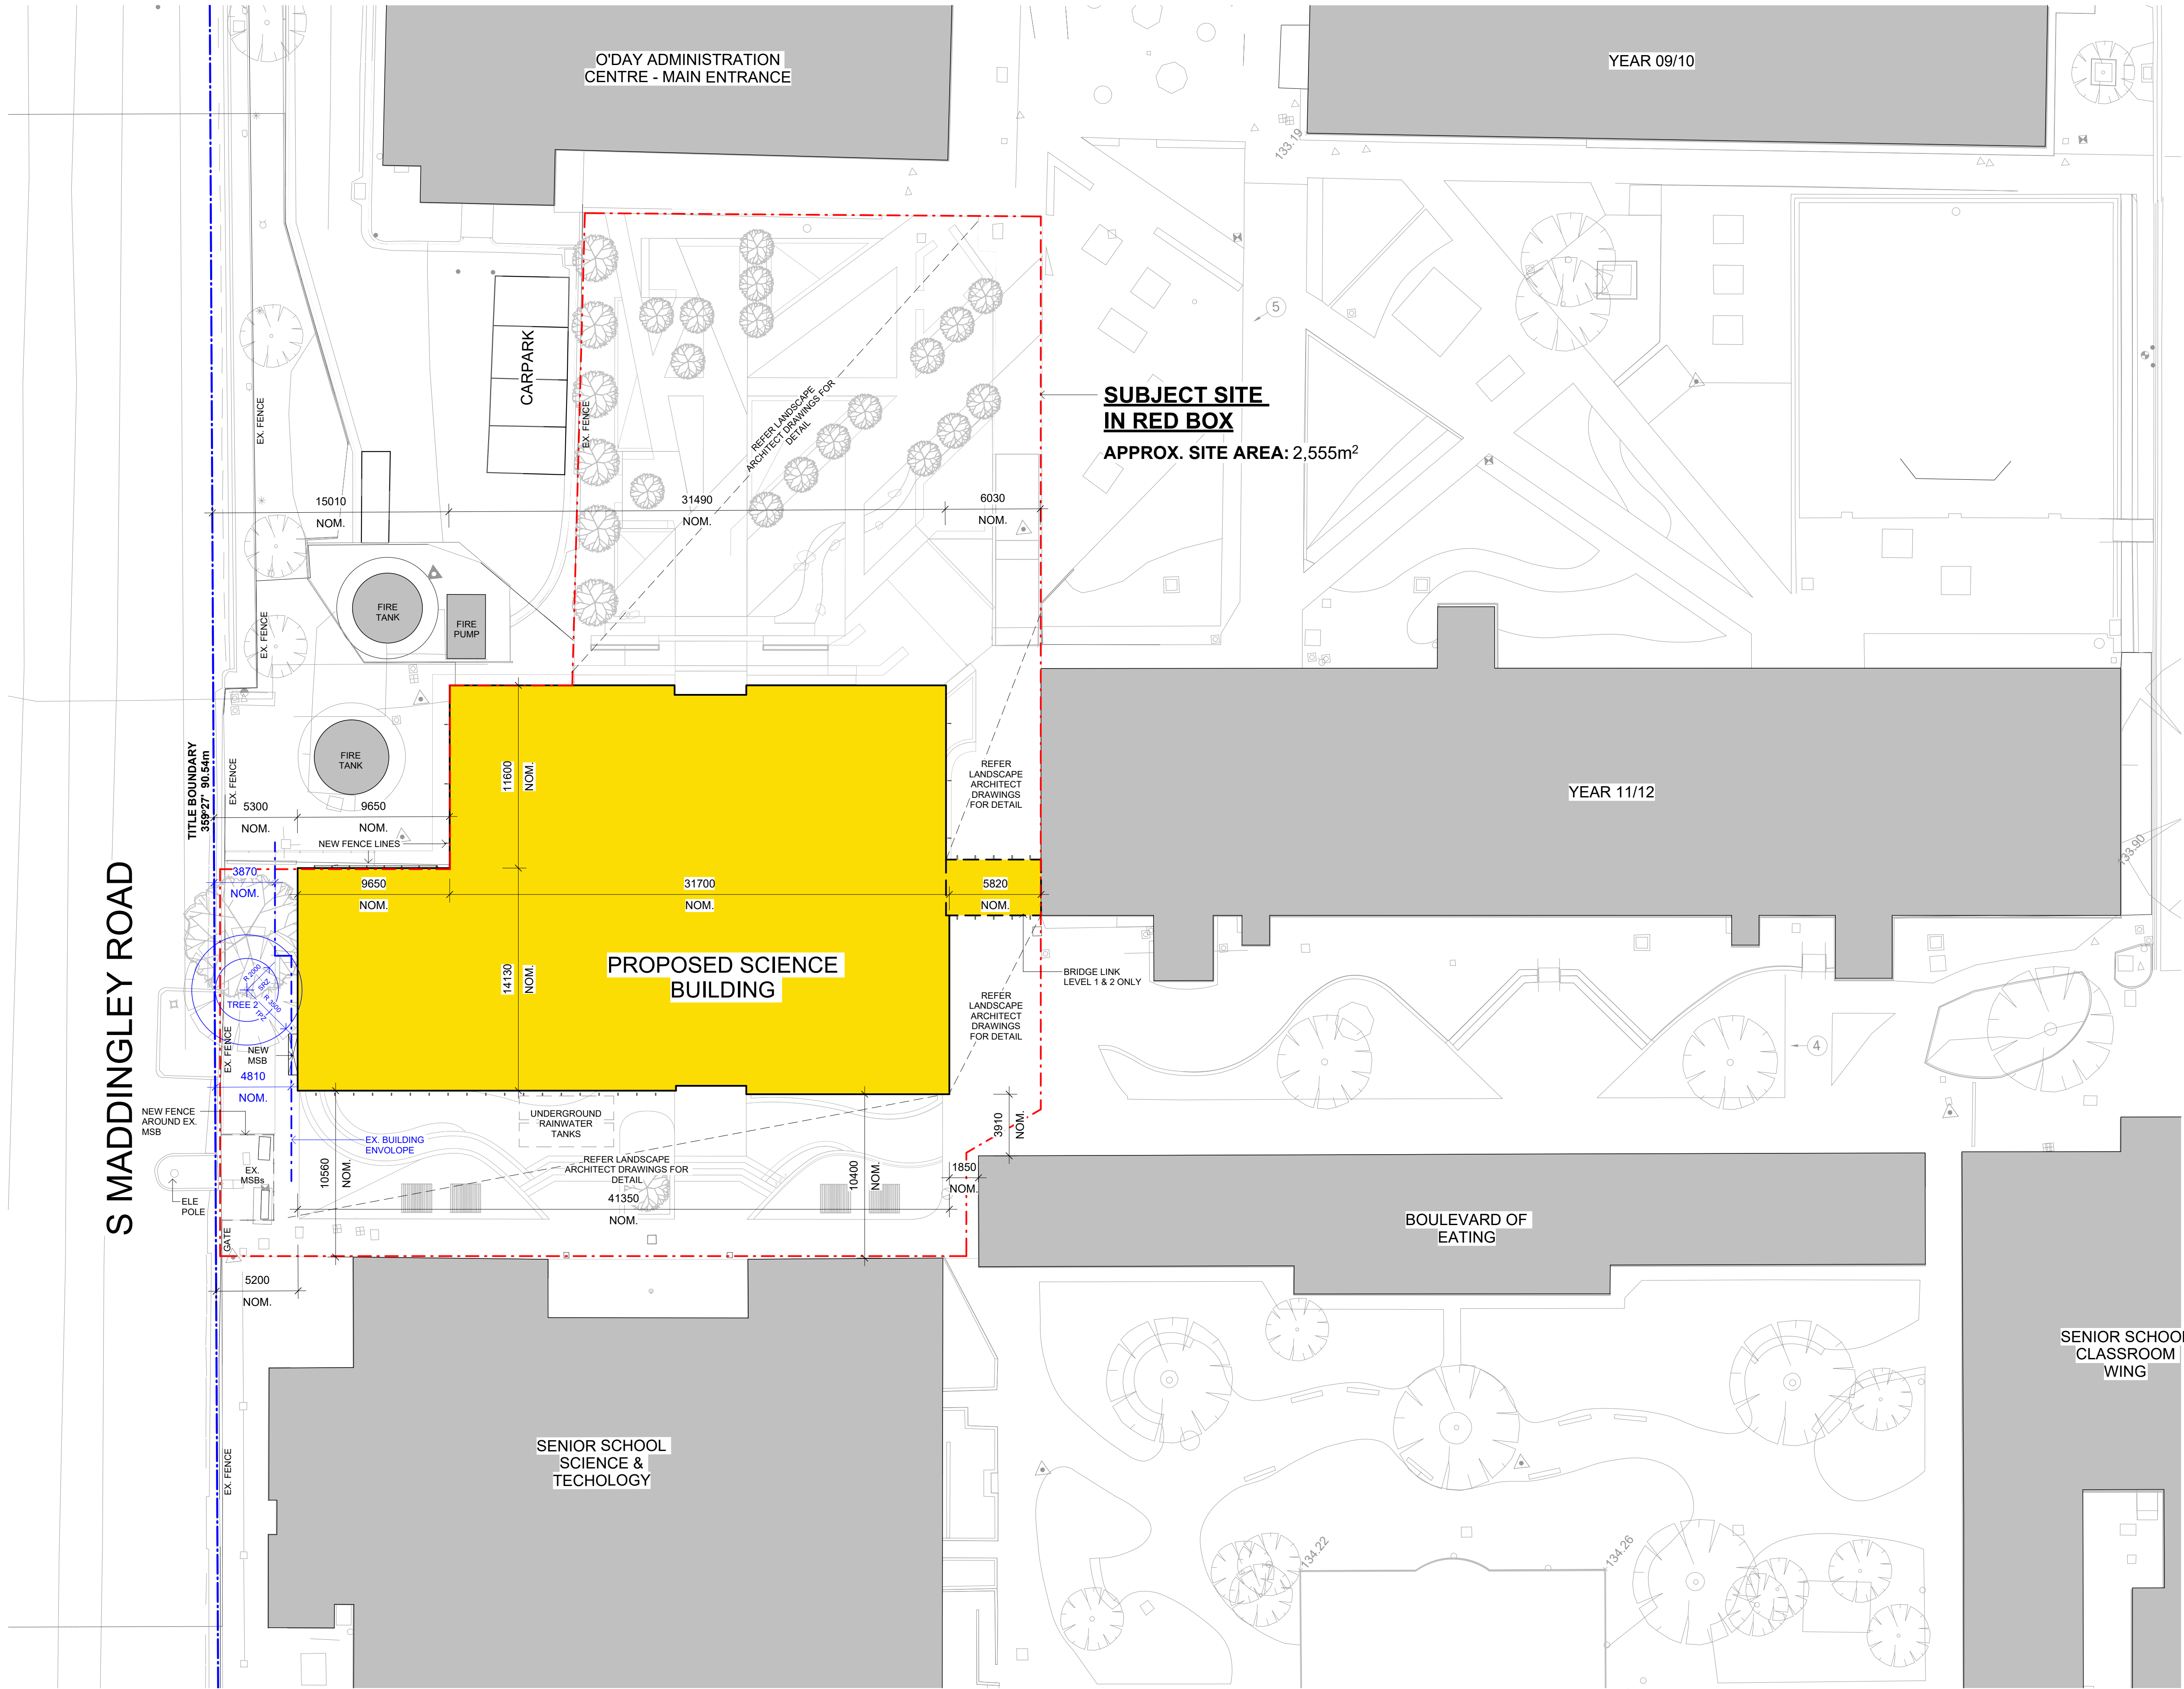 O'DAY ADMINISTRATION
CENTRE - MAIN ENTRANCE
YEAR 09/10
133.19
5
CARPARK
EX. FENCE
EX. FENCE
REFER LANDSCAPE
ARCHITECT DRAWINGS FOR
DETAIL
SUBJECT SITE
IN RED BOX
APPROX. SITE AREA: 2,555m²
15010
NOM.
31490
NOM.
6030
NOM.
FIRE
TANK
FIRE
PUMP
EX. FENCE
FIRE
TANK
TITLE BOUNDARY
359°27' 90.54m
EX. FENCE
11600
NOM.
REFER
LANDSCAPE
ARCHITECT
DRAWINGS
FOR DETAIL
YEAR 11/12
133.90
5300
NOM.
9650
NOM.
NEW FENCE LINES
3870
NOM.
9650
NOM.
31700
NOM.
5820
NOM.
S MADDINGLEY ROAD
PROPOSED SCIENCE
BUILDING
14130
NOM.
BRIDGE LINK
LEVEL 1 & 2 ONLY
R 2000
SRZ
TREE 2
R 3500
TPZ
REFER
LANDSCAPE
ARCHITECT
DRAWINGS
FOR DETAIL
4
EX. FENCE
NEW
MSB
4810
NOM.
NEW FENCE
AROUND EX.
MSB
UNDERGROUND
RAINWATER
TANKS
EX. BUILDING
ENVOLOPE
3910
NOM.
REFER LANDSCAPE
ARCHITECT DRAWINGS FOR
DETAIL
10560
NOM.
10400
NOM.
1850
NOM.
EX.
MSBs
ELE
POLE
41350
NOM.
GATE
BOULEVARD OF
EATING
5200
NOM.
SENIOR SCHOOL
CLASSROOM
WING
SENIOR SCHOOL
SCIENCE &
TECHOLOGY
EX. FENCE
134.22
134.26